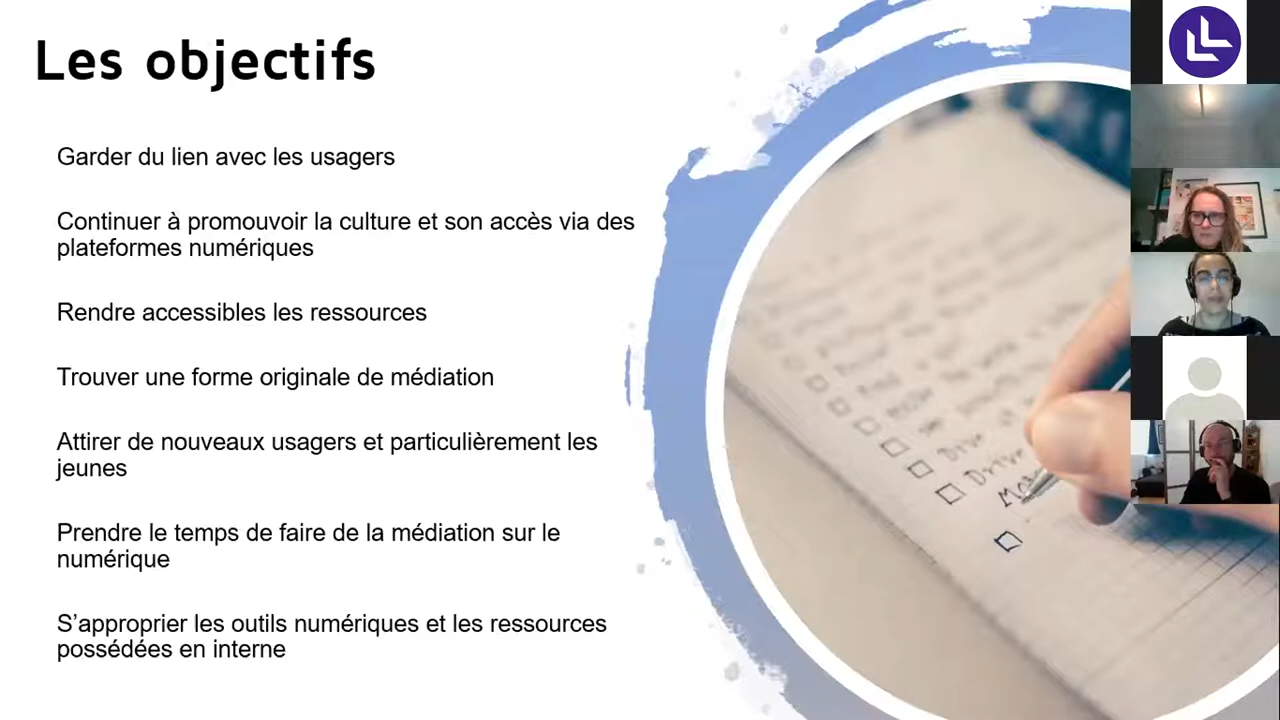 Les objectifs
Garder du lien avec les usagers
Continuer à promouvoir la culture et son accès via des
plateformes numériques
Rendre accessibles les ressources
Trouver une forme originale de médiation
Attirer de nouveaux usagers et particulièrement les
jeunes
Prendre le temps de faire de la médiation sur le
numérique
S’approprier les outils numériques et les ressources
possédées en interne